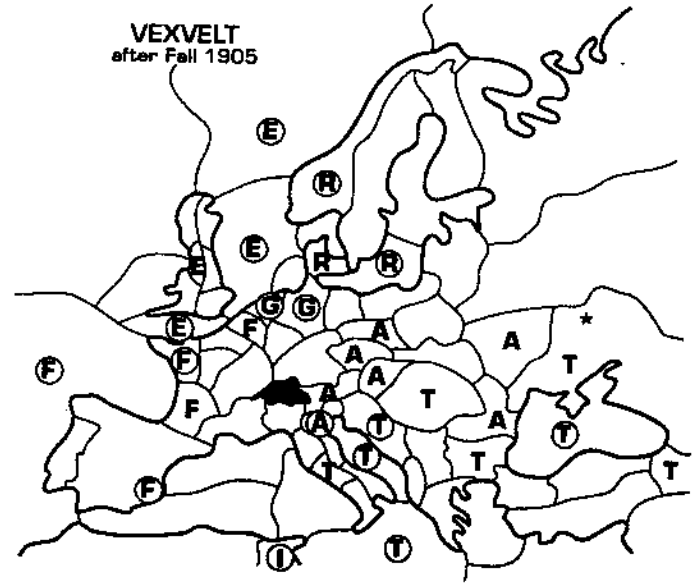 VEXVELT
after Fall 1905
E
R
E
E R R
G G
*
E F A A
F A T
F A
A T
F
A T A T
T T
T T
F
I T